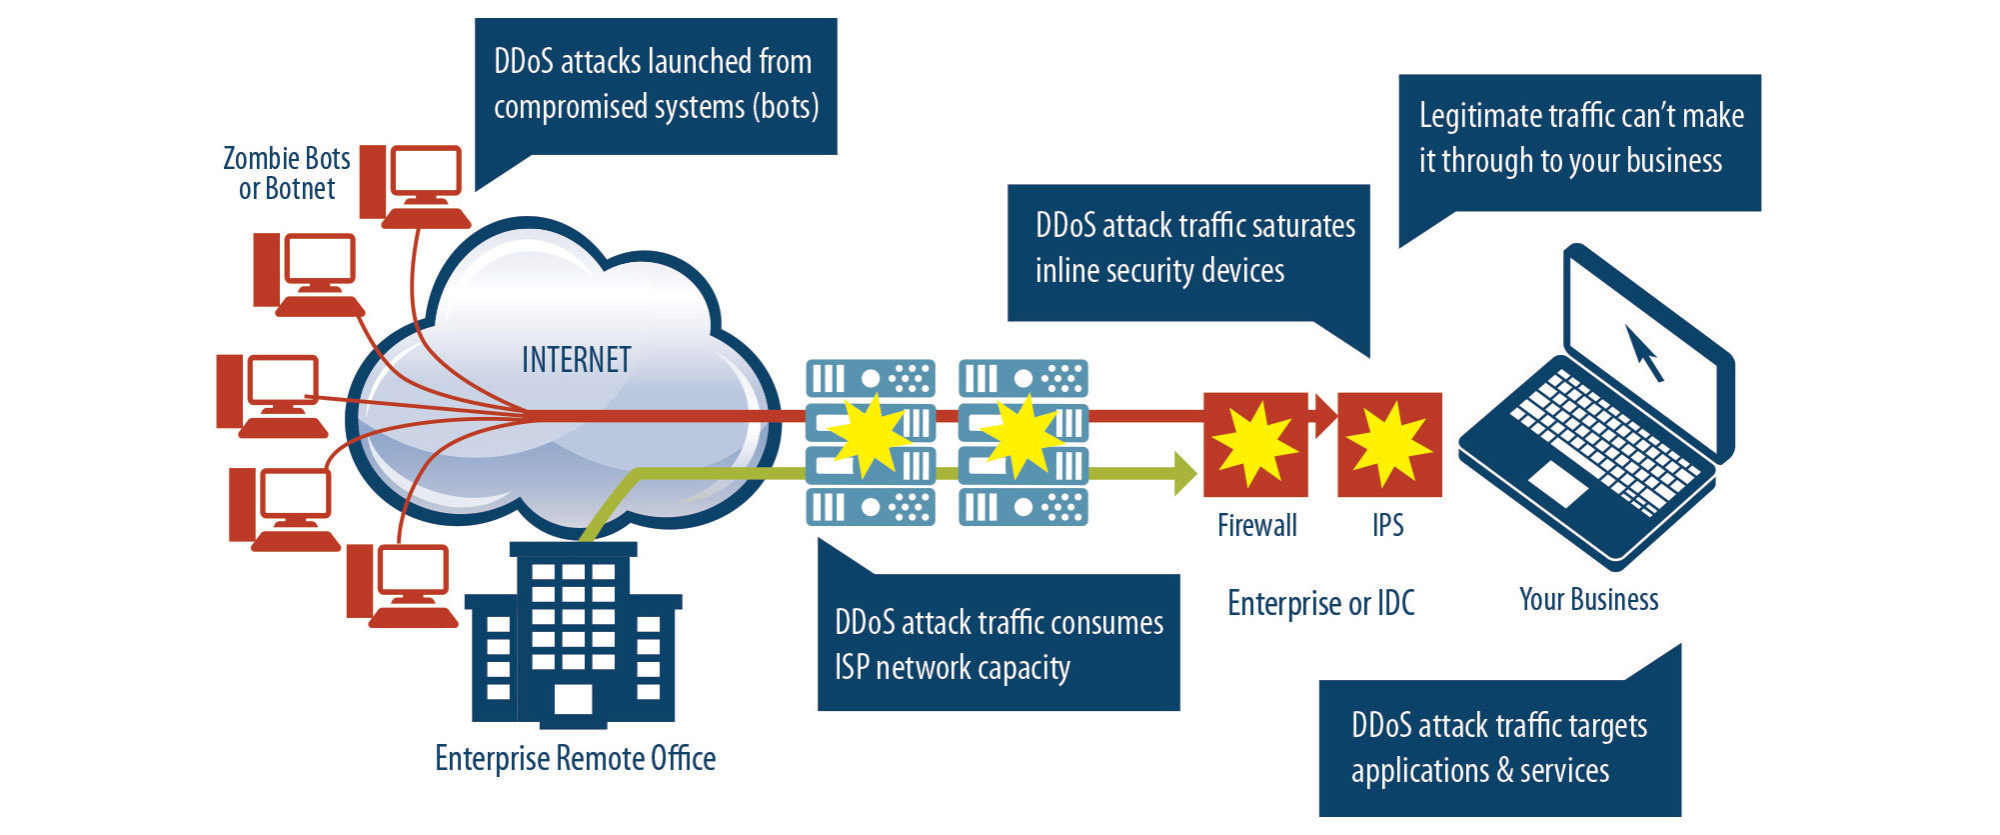 DDoS attacks launched from
compromised systems (bots)
Zombie Bots
or Botnet
Legitimate traffic can’t make
it through to your business
DDoS attack traffic saturates
inline security devices
INTERNET
Firewall
IPS
Enterprise or IDC
Your Business
DDoS attack traffic consumes
ISP network capacity
Enterprise Remote Office
DDoS attack traffic targets
applications & services